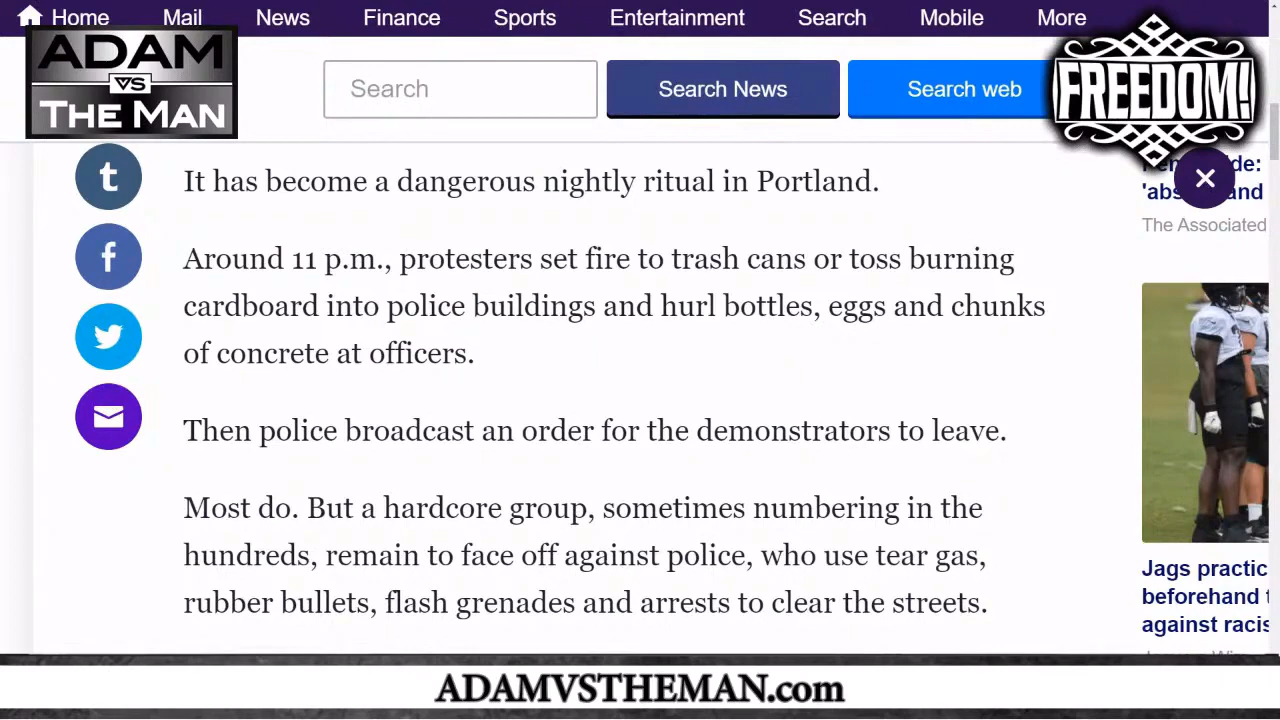 Home Mail News Finance Sports Entertainment Search Mobile More
ADAM
VS
THE MAN
Search
Search News
Search web
FREEDOM!
It has become a dangerous nightly ritual in Portland.
Around 11 p.m., protesters set fire to trash cans or toss burning
cardboard into police buildings and hurl bottles, eggs and chunks
of concrete at officers.
Then police broadcast an order for the demonstrators to leave.
Most do. But a hardcore group, sometimes numbering in the
hundreds, remain to face off against police, who use tear gas,
rubber bullets, flash grenades and arrests to clear the streets.
The Associated
Jags practic
beforehand
against racis
ADAMVSTHEMAN.com